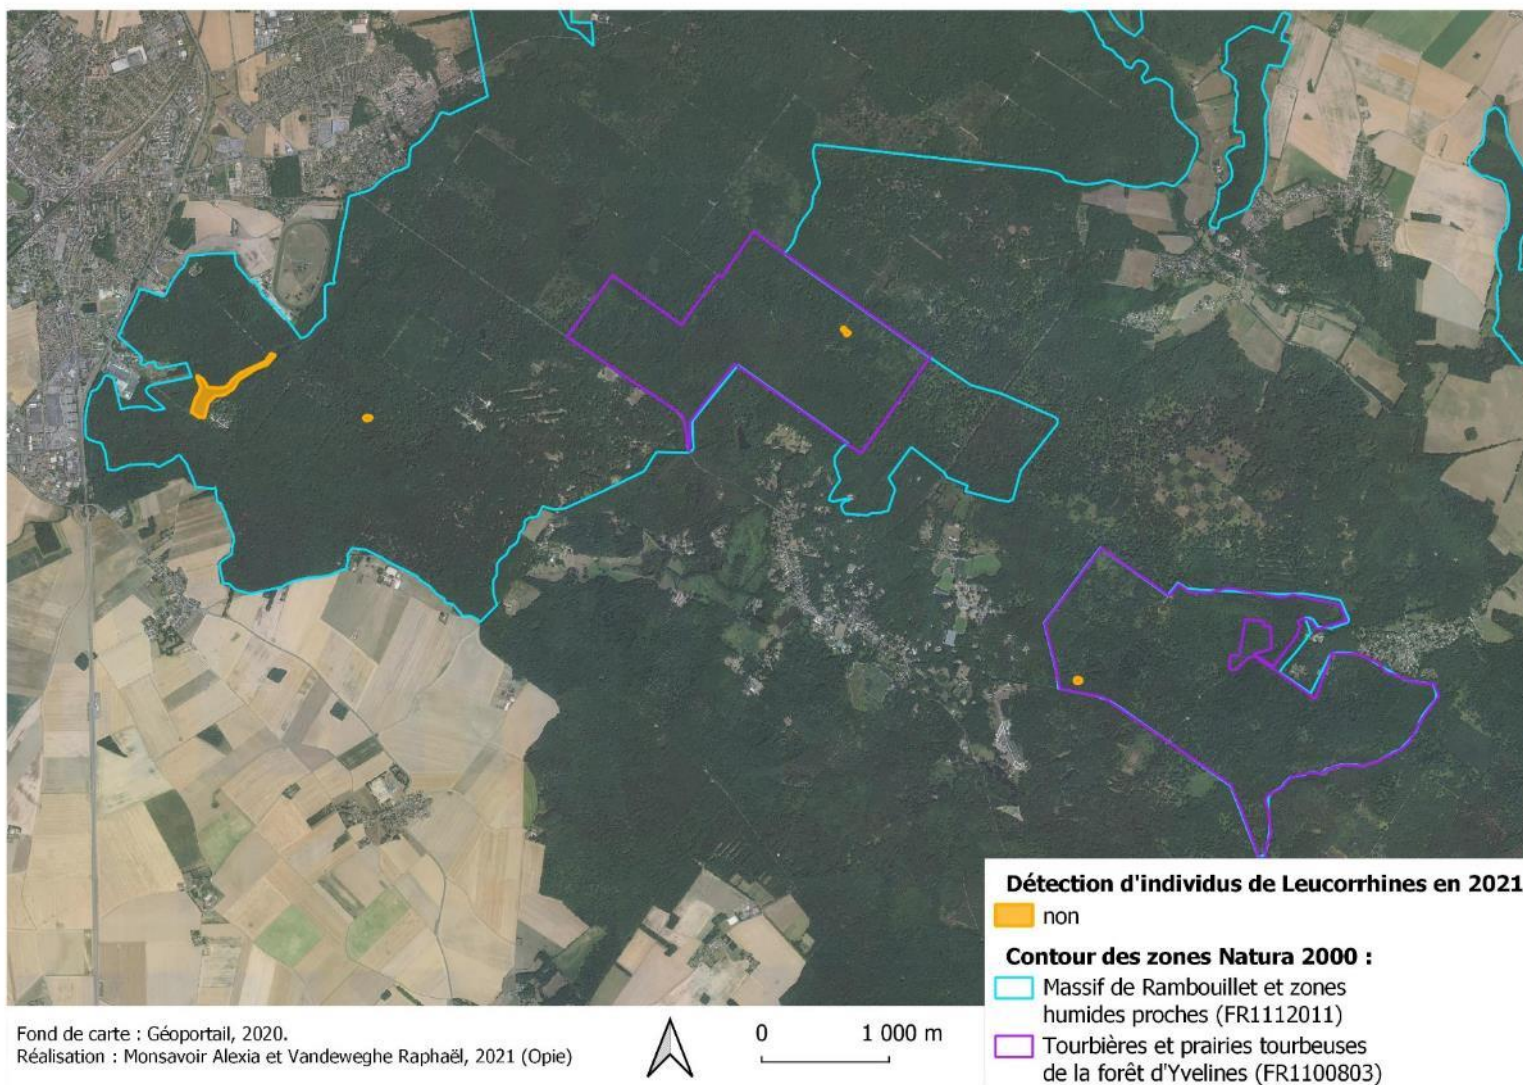 Détection d'individus de Leucorrhines en 2021
non
Contour des zones Natura 2000 :
Massif de Rambouillet et zones
humides proches (FR1112011)
Tourbières et prairies tourbeuses
de la forêt d'Yvelines (FR1100803)
Fond de carte : Géoportail, 2020.
Réalisation : Monsavoir Alexia et Vandeweghe Raphaël, 2021 (Opie)
0 1 000 m